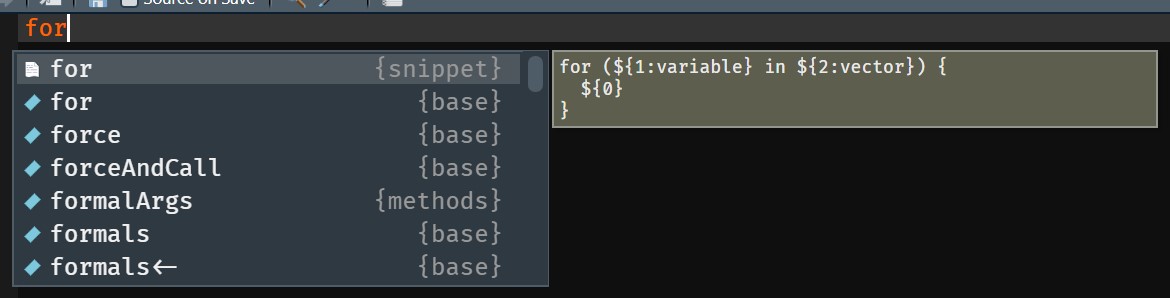 Source on Save
for
for {snippet}
for {base}
force {base}
forceAndCall {base}
formalArgs {methods}
formals {base}
formals<- {base}
for (${1:variable} in ${2:vector}) {
  ${0}
}